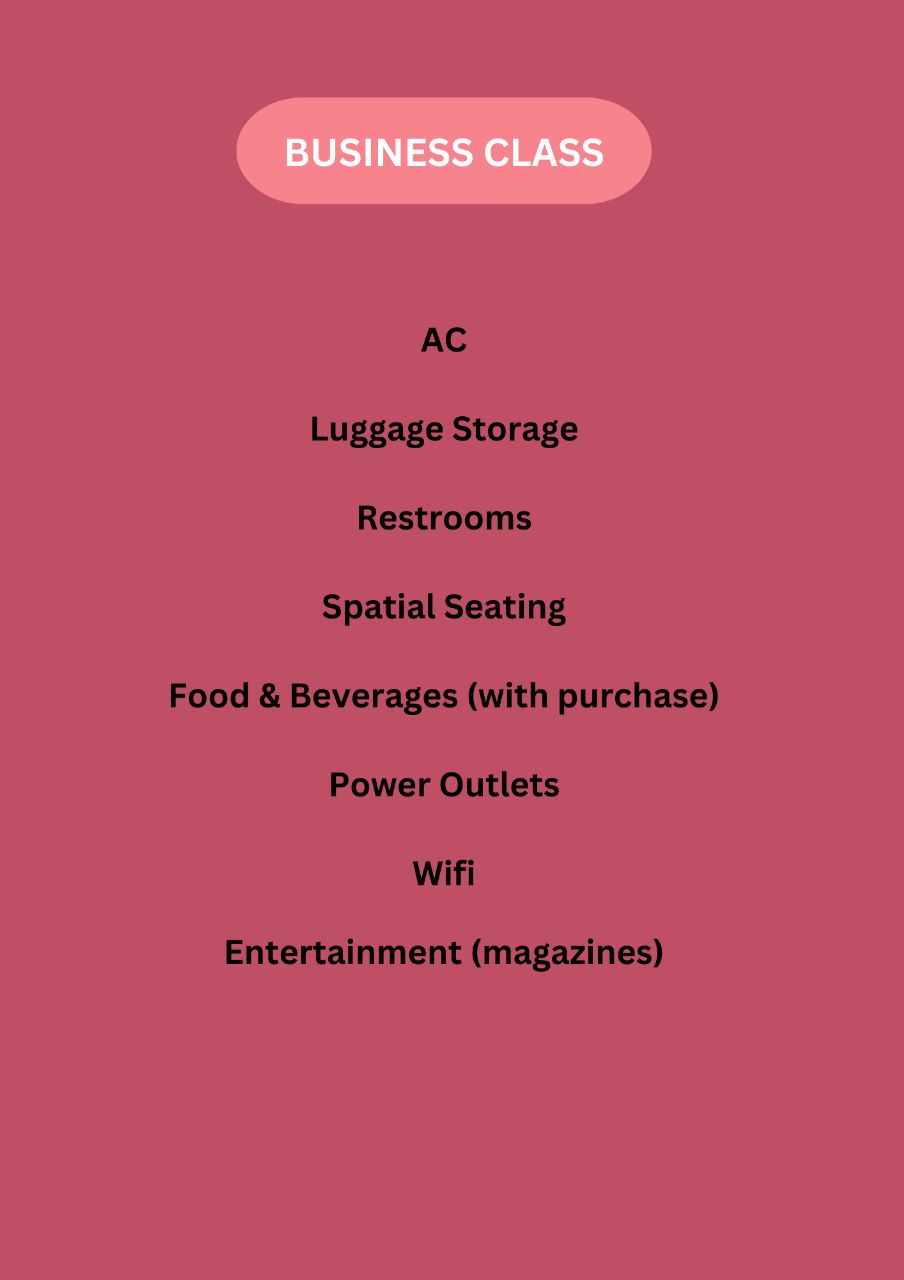 BUSINESS CLASS
AC
Luggage Storage
Restrooms
Spatial Seating
Food & Beverages (with purchase)
Power Outlets
Wifi
Entertainment (magazines)